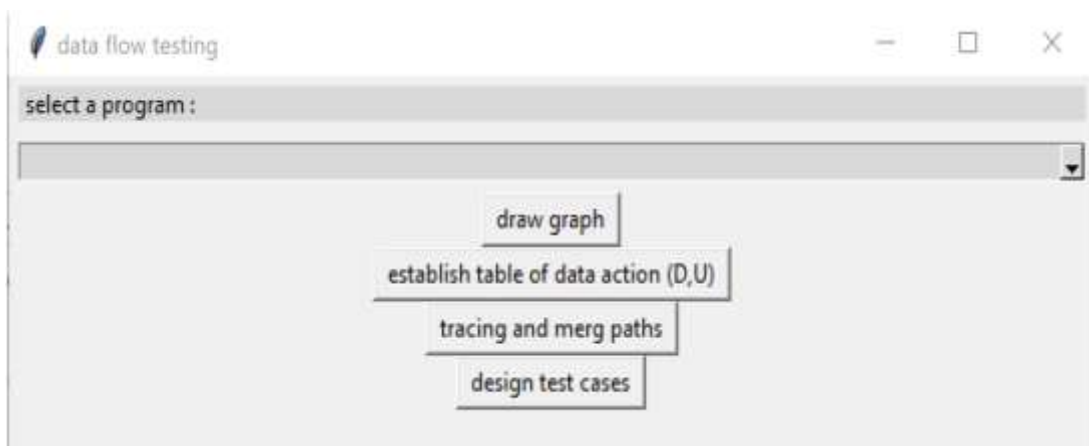 data flow testing
select a program :
draw graph
establish table of data action (D,U)
tracing and merg paths
design test cases